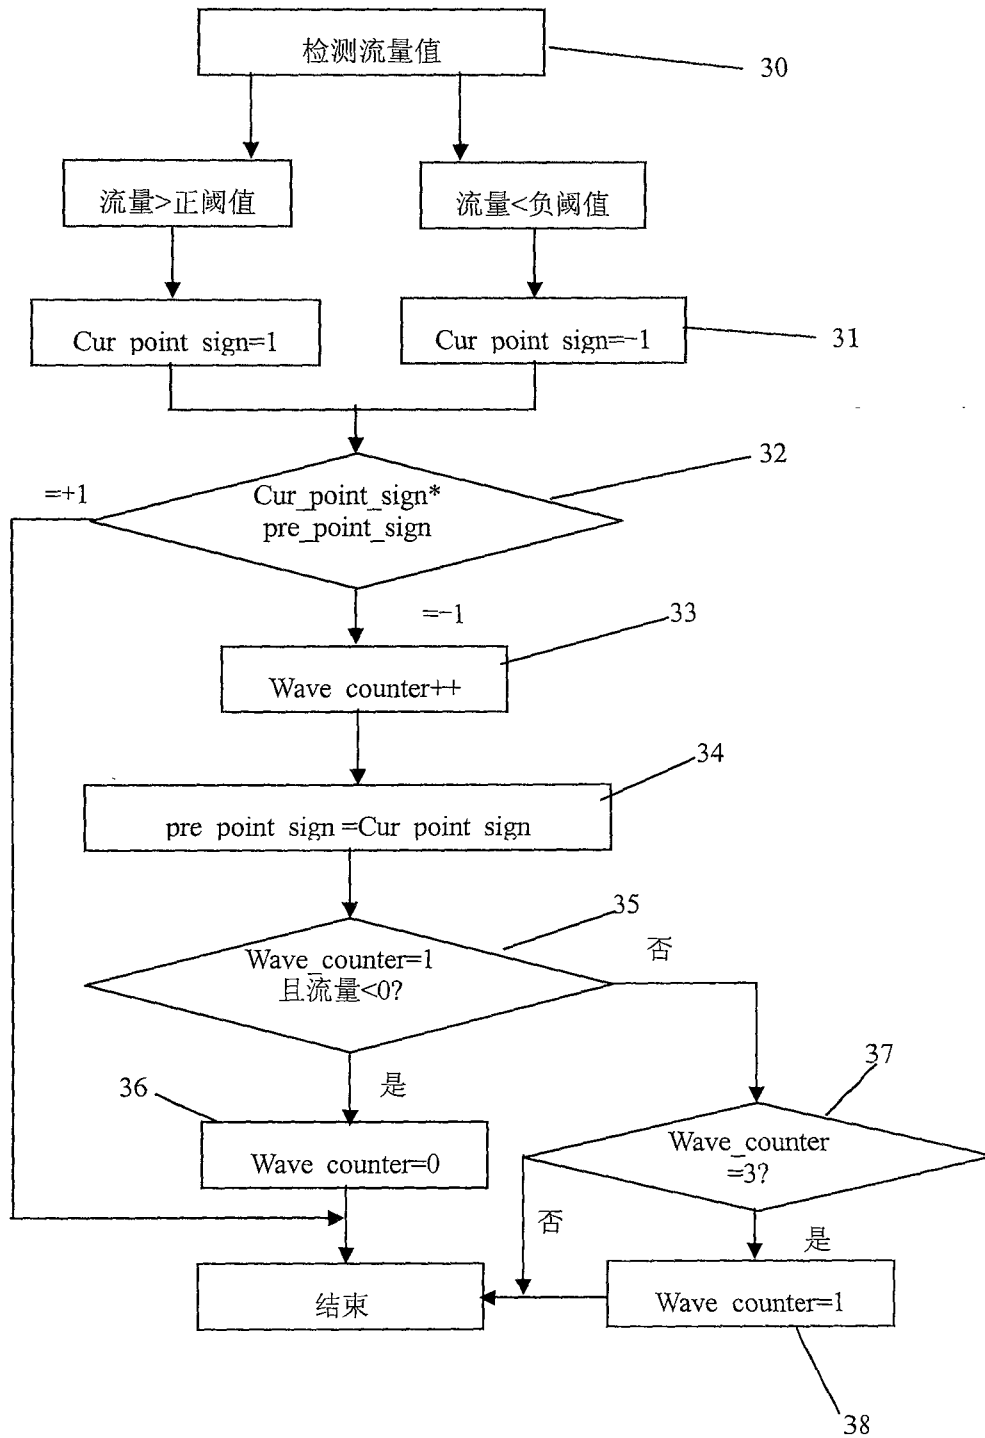 检测流量值
30
流量>正阈值
流量<负阈值
Cur point sign=1
Cur point sign=-1
31
32
=+1
Cur_point_sign*
pre_point_sign
=-1
33
Wave counter++
34
pre point sign =Cur point sign
35
Wave_counter=1
且流量<0?
否
37
36
是
Wave_counter
=3?
Wave counter=0
否
是
结束
Wave counter=1
38